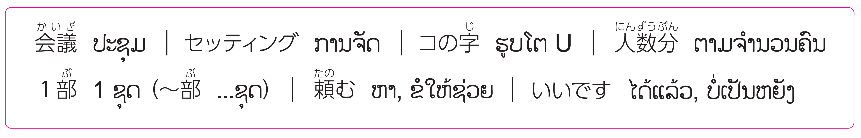 会議 ປະຊຸມ | セッティング ການຈັດ | コの字 ຮູບໂຕ U | 人数分 ຕາມຈຳນວນຄົນ
1部 1 ຊຸດ (～部 ...ຊຸດ) | 頼む ຫາ, ຂໍໃຫ້ຊ່ວຍ | いいです ໄດ້ແລ້ວ, ບໍ່ເປັນຫຍັງ